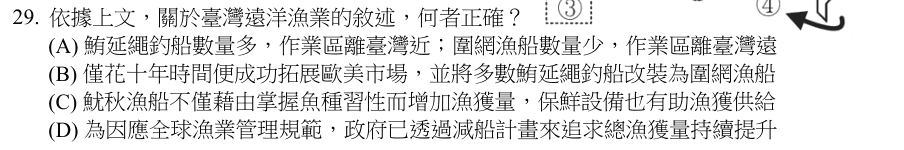 ③
④
29. 依據上文，關於臺灣遠洋漁業的敘述，何者正確？
(A) 鮪延繩釣船數量多，作業區離臺灣近；圍網漁船數量少，作業區離臺灣遠
(B) 僅花十年時間便成功拓展歐美市場，並將多數鮪延繩釣船改裝為圍網漁船
(C) 魷秋漁船不僅藉由掌握魚種習性而增加漁獲量，保鮮設備也有助漁獲供給
(D) 為因應全球漁業管理規範，政府已透過減船計畫來追求總漁獲量持續提升